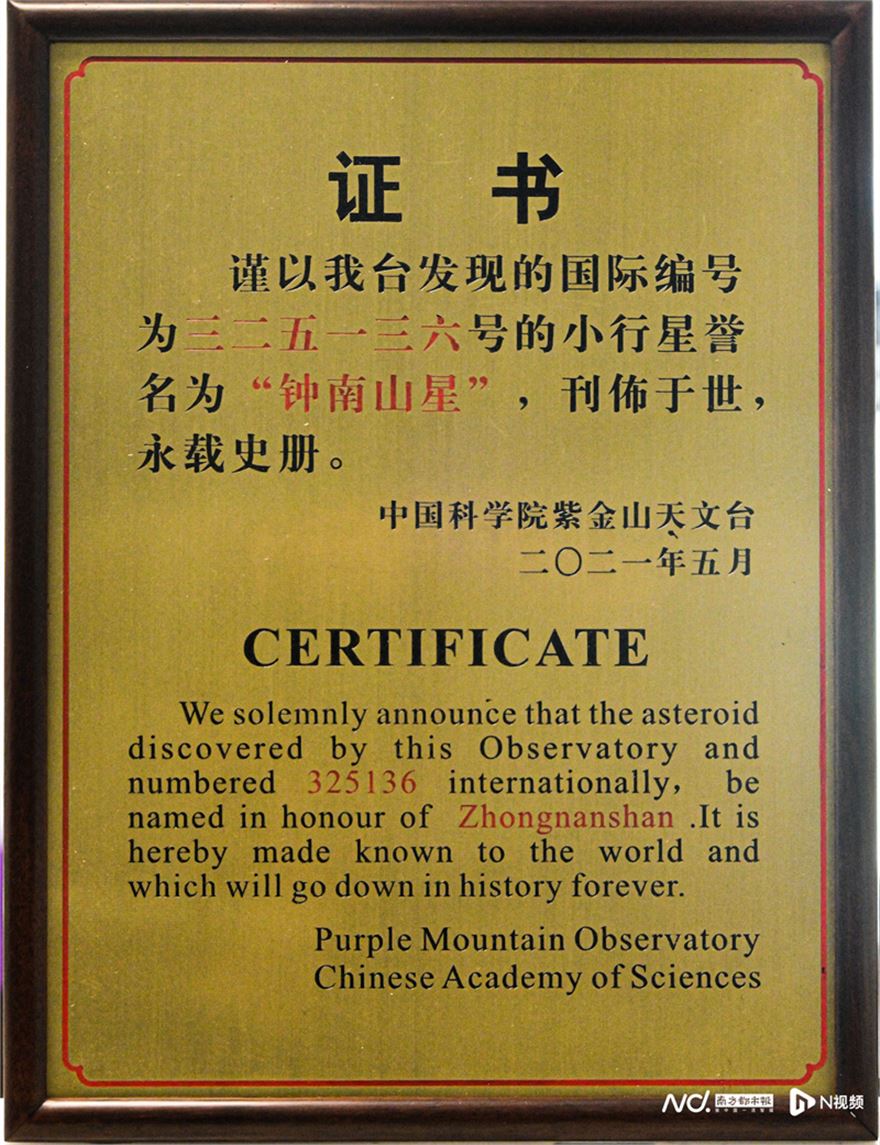 证 书
谨以我台发现的国际编号
为三二五一三六号的小行星誉
名为“钟南山星”，刊佈于世，
永载史册。
中国科学院紫金山天文台
二〇二一年五月
CERTIFICATE
We solemnly announce that the asteroid
discovered by this Observatory and
numbered 325136 internationally, be
named in honour of Zhongnanshan .It is
hereby made known to the world and
which will go down in history forever.
Purple Mountain Observatory
Chinese Academy of Sciences
N视频